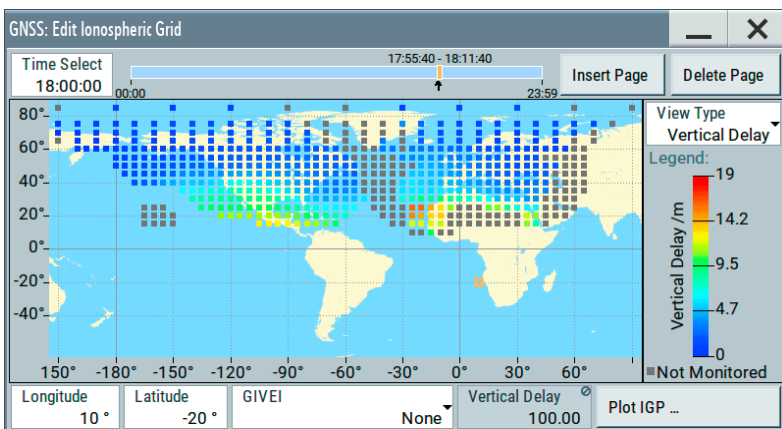 GNSS: Edit Ionospheric Grid
Time Select
18:00:00
17:55:40 - 18:11:40
00:00
23:59
Insert Page
Delete Page
80°
60°
40°
20°
0°
-20°
-40°
150° -180° -150° -120° -90° -60° -30° 0° 30° 60°
View Type
Vertical Delay
Legend:
Vertical Delay /m
19
14.2
9.5
4.7
0
Not Monitored
Longitude
10 °
Latitude
-20 °
GIVEI
None
Vertical Delay
100.00
Plot IGP ...